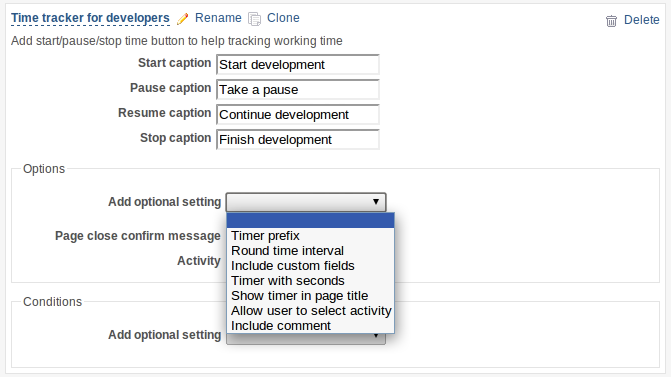 Time tracker for developers Rename Clone Delete
Add start/pause/stop time button to help tracking working time
Start caption Start development
Pause caption Take a pause
Resume caption Continue development
Stop caption Finish development
Options
Add optional setting
Page close confirm message
Timer prefix
Round time interval
Activity
Include custom fields
Timer with seconds
Show timer in page title
Allow user to select activity
Include comment
Conditions
Add optional setting